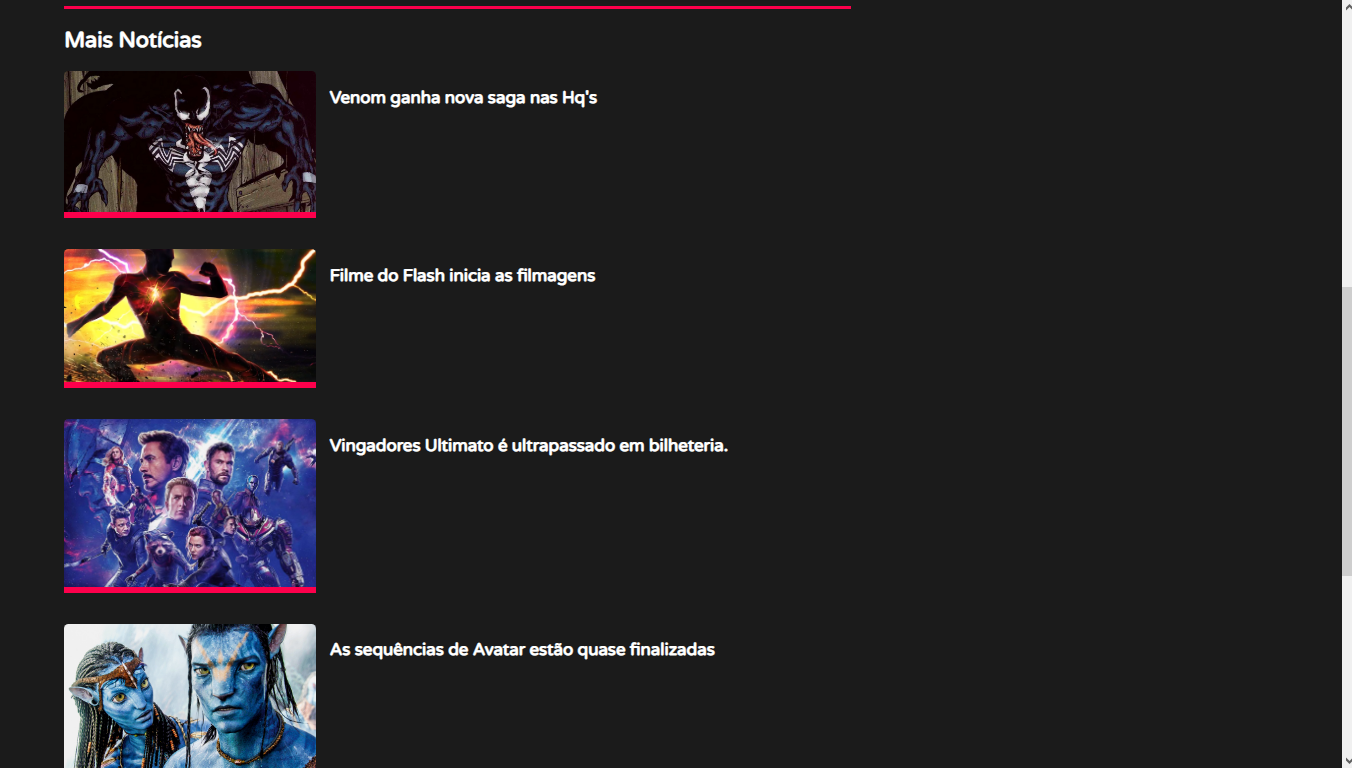 Mais Notícias
Venom ganha nova saga nas Hq's
Filme do Flash inicia as filmagens
Vingadores Ultimato é ultrapassado em bilheteria.
As sequências de Avatar estão quase finalizadas